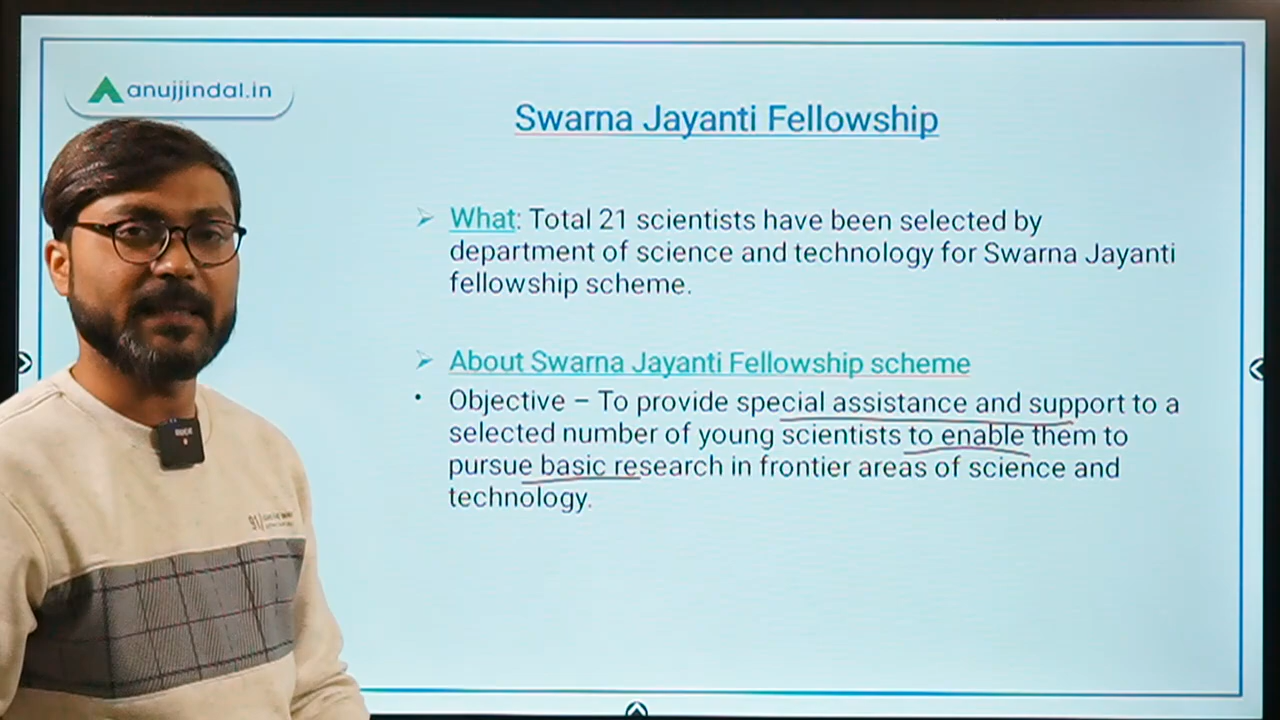 anujjindal.in
Swarna Jayanti Fellowship
What: Total 21 scientists have been selected by
department of science and technology for Swarna Jayanti
fellowship scheme.
About Swarna Jayanti Fellowship scheme
Objective – To provide special assistance and support to a
selected number of young scientists to enable them to
pursue basic research in frontier areas of science and
technology.
91